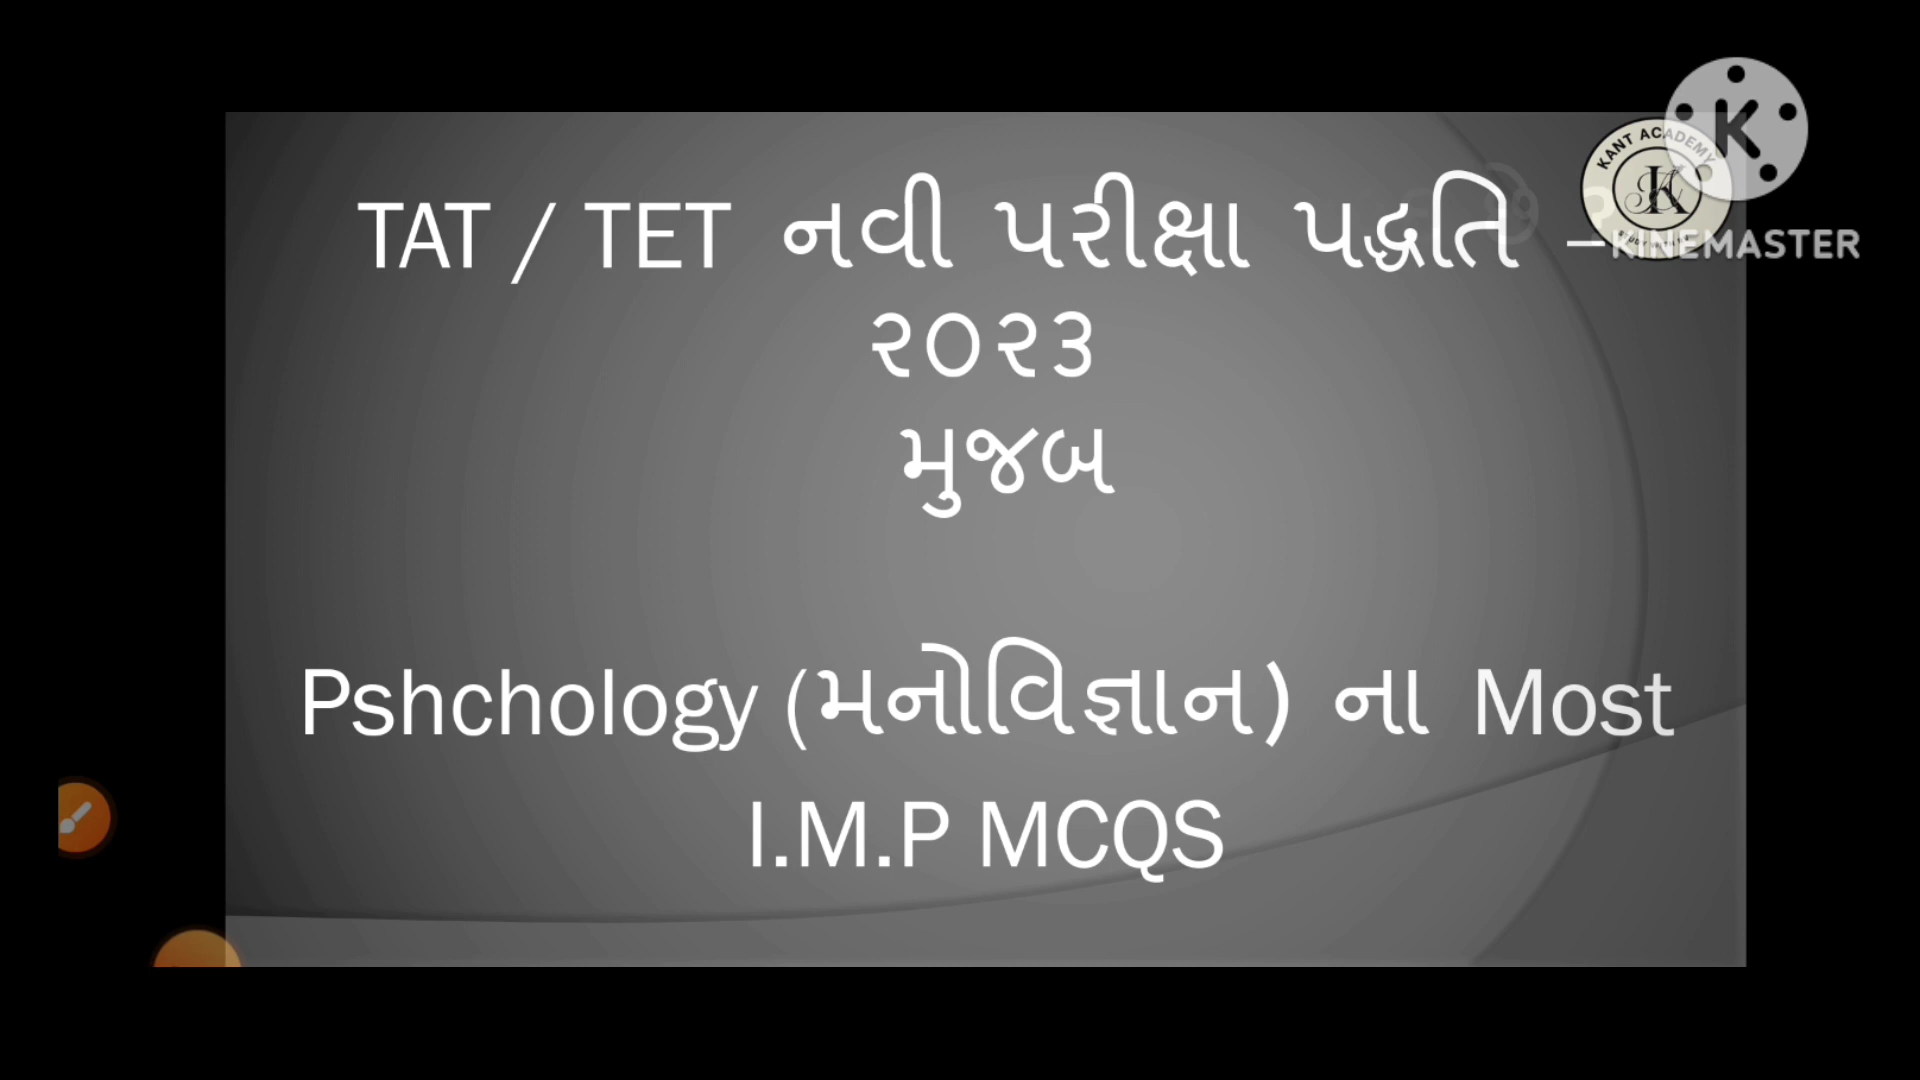 TAT / TET નવી પરીક્ષા પદ્ધતિ –
૨૦૨૩
મુજબ
Pshchology (મનોવિજ્ઞાન) ના Most
I.M.P MCQS
KANT ACADEMY
K
KINEMASTER